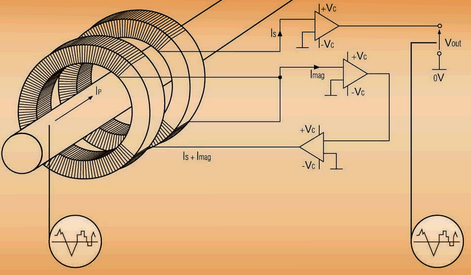 +Vc
Is
-Vc
Vout
0V
+Vc
Imag
-Vc
IP
+Vc
Is + Imag
-Vc